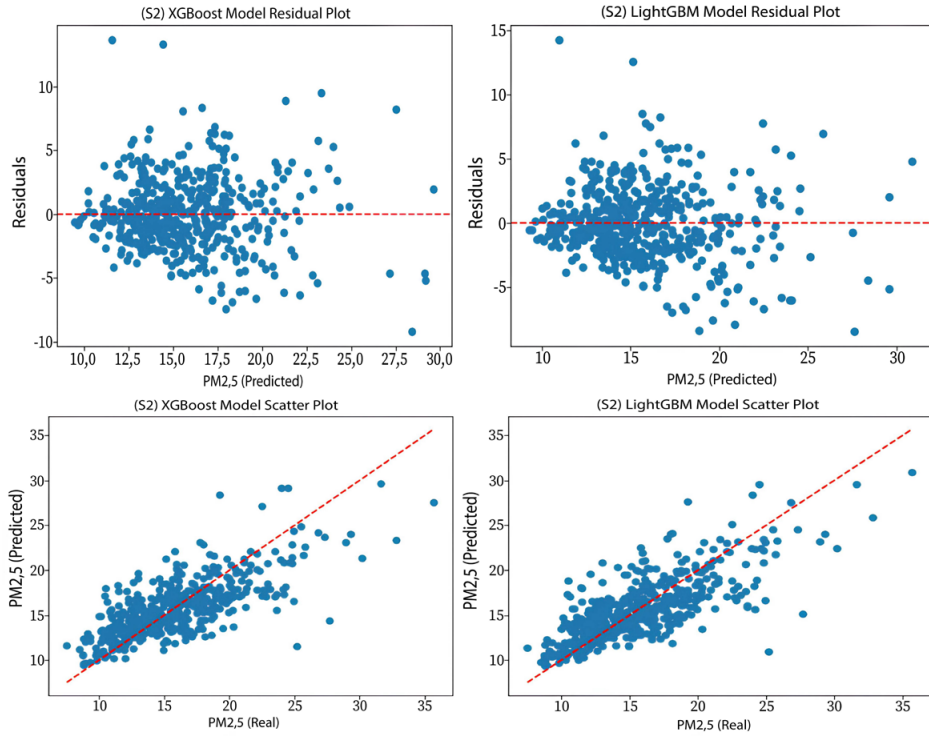 (S2) XGBoost Model Residual Plot
10
5
0
-5
-10
Residuals
10,0 12,5 15,0 17,5 20,0 22,5 25,0 27,5 30,0
PM2,5 (Predicted)
(S2) LightGBM Model Residual Plot
15
10
5
0
-5
Residuals
10 15 20 25 30
PM2,5 (Predicted)
(S2) XGBoost Model Scatter Plot
35
30
25
20
15
10
PM2,5 (Predicted)
10 15 20 25 30 35
PM2,5 (Real)
(S2) LightGBM Model Scatter Plot
35
30
25
20
15
10
PM2,5 (Predicted)
10 15 20 25 30 35
PM2,5 (Real)